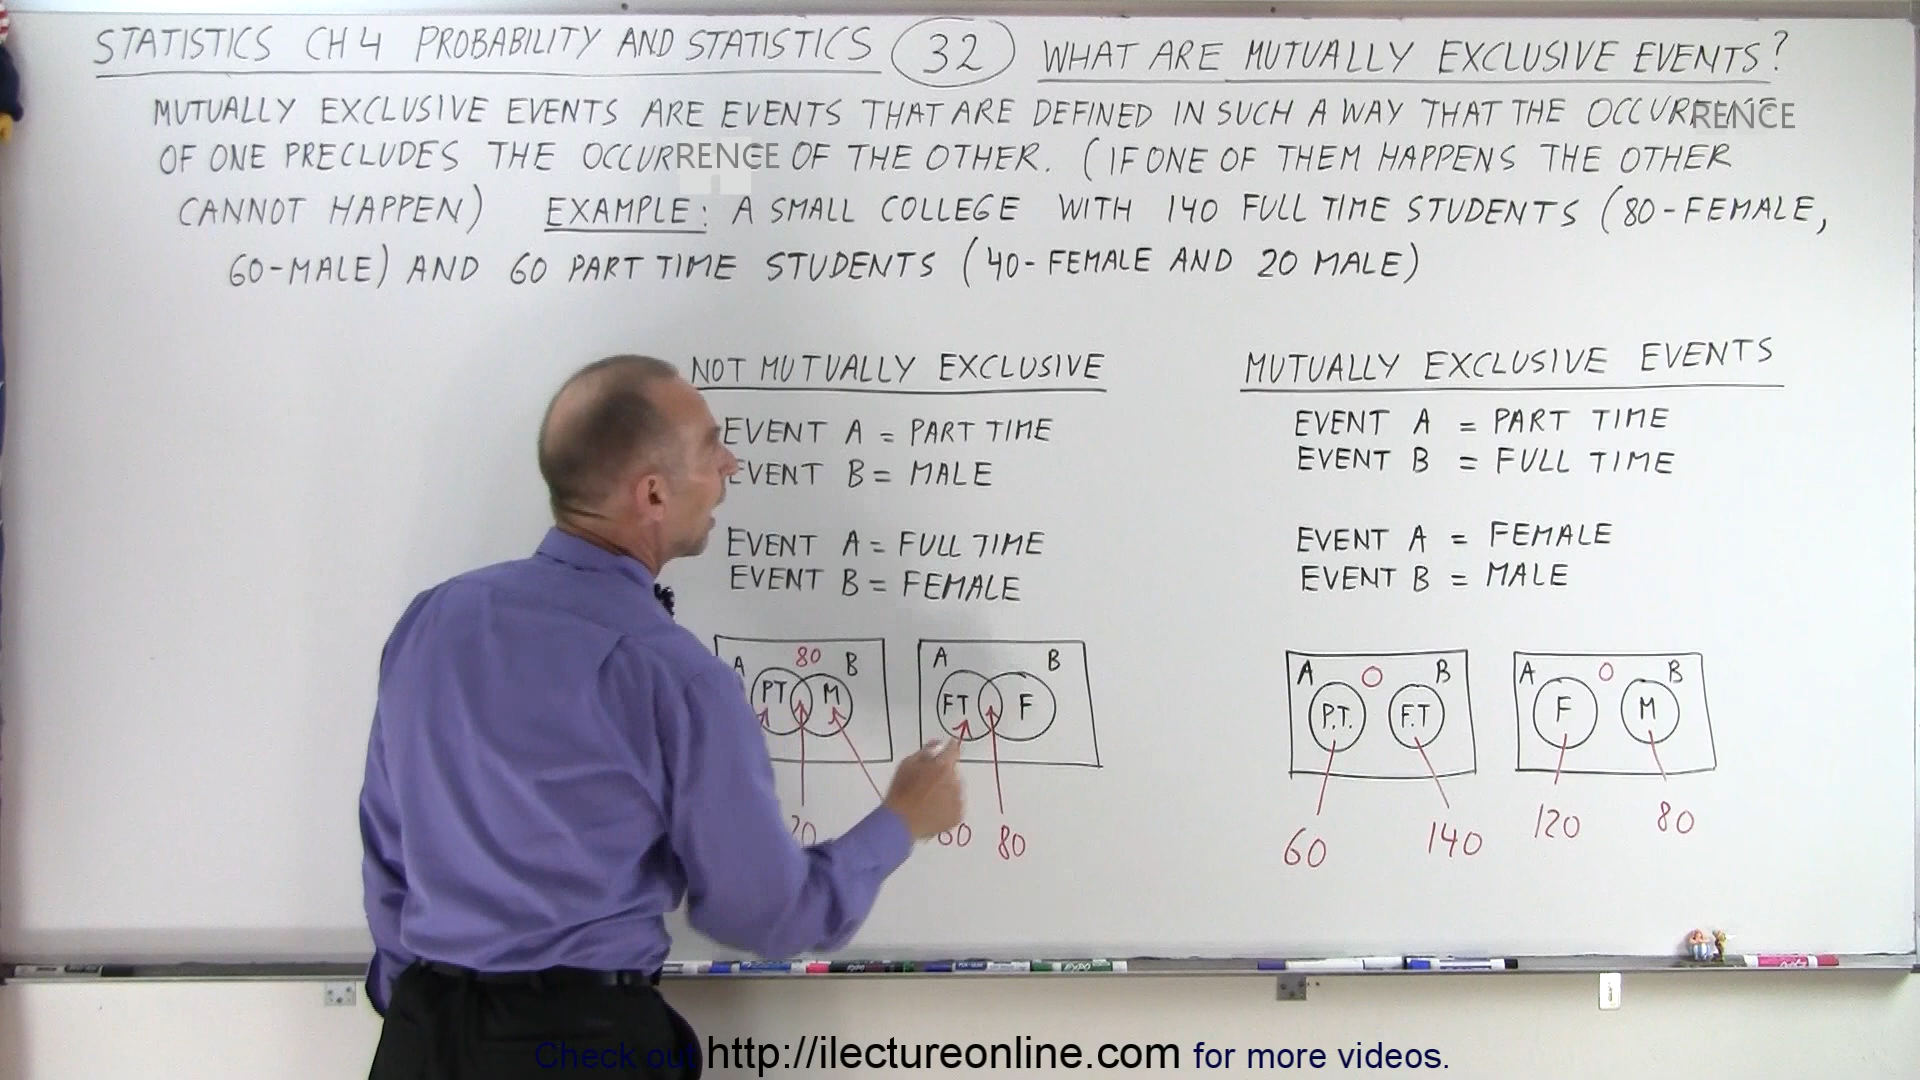 STATISTICS CH 4 PROBABILITY AND STATISTICS 32 WHAT ARE MUTUALLY EXCLUSIVE EVENTS?
MUTUALLY EXCLUSIVE EVENTS ARE EVENTS THAT ARE DEFINED IN SUCH A WAY THAT THE OCCURRENCE
OF ONE PRECLUDES THE OCCURRENCE OF THE OTHER. (IF ONE OF THEM HAPPENS THE OTHER
CANNOT HAPPEN) EXAMPLE: A SMALL COLLEGE WITH 140 FULL TIME STUDENTS (80-FEMALE,
60-MALE) AND 60 PART TIME STUDENTS (40-FEMALE AND 20 MALE)
NOT MUTUALLY EXCLUSIVE
EVENT A = PART TIME
EVENT B = MALE
EVENT A = FULL TIME
EVENT B = FEMALE
A 80 B
PT M
A B
FT F
80
MUTUALLY EXCLUSIVE EVENTS
EVENT A = PART TIME
EVENT B = FULL TIME
EVENT A = FEMALE
EVENT B = MALE
A 0 B
P.T. F.T
60 140
A 0 B
F M
120 80
EXPO
EXPO
Check out http://ilectureonline.com for more videos.